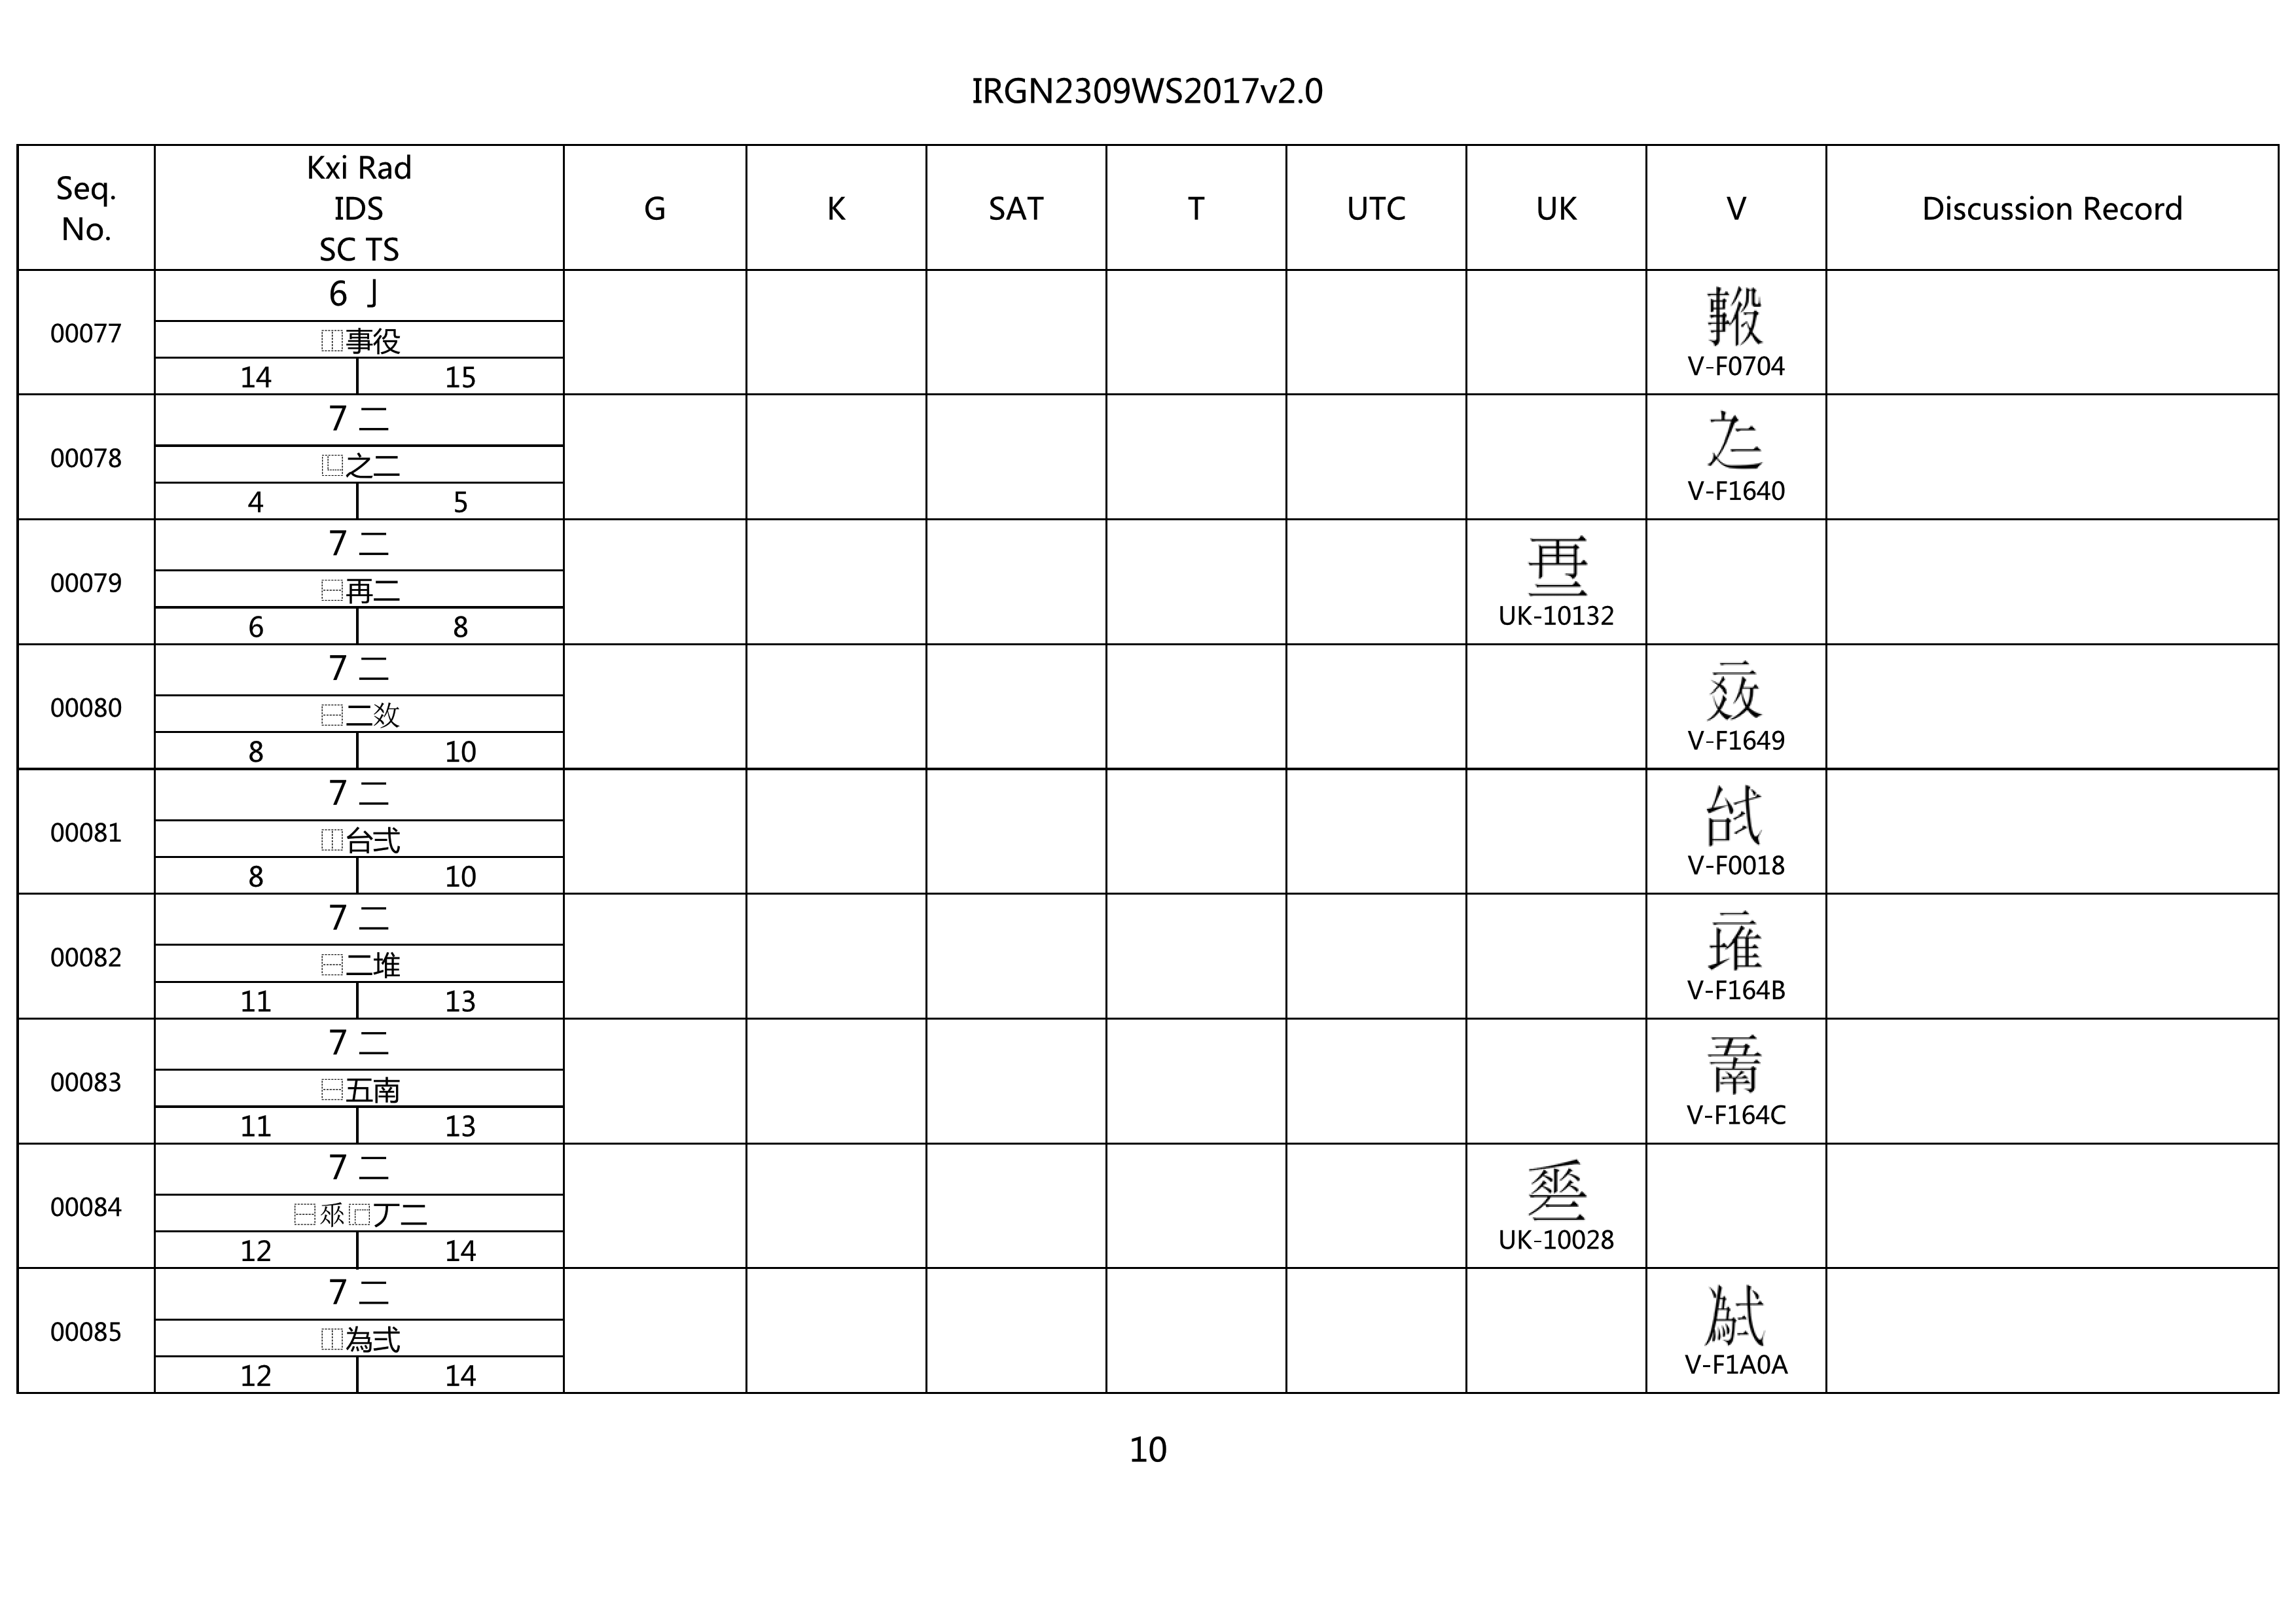 IRGN2309WS2017v2.0
Seq. No.
Kxi Rad
IDS
SC TS
G K SAT T UTC UK V Discussion Record
00077
6 亅
⿰事役
14 15
V-F0704
00078
7 二
⿺之二
4 5
V-F1640
00079
7 二
⿱再二
6 8
UK-10132
00080
7 二
⿱二効
8 10
V-F1649
00081
7 二
⿰台弍
8 10
V-F0018
00082
7 二
⿱二堆
11 13
V-F164B
00083
7 二
⿱五南
11 13
V-F164C
00084
7 二
⿸丆二
12 14
UK-10028
00085
7 二
⿰為弍
12 14
V-F1A0A
10